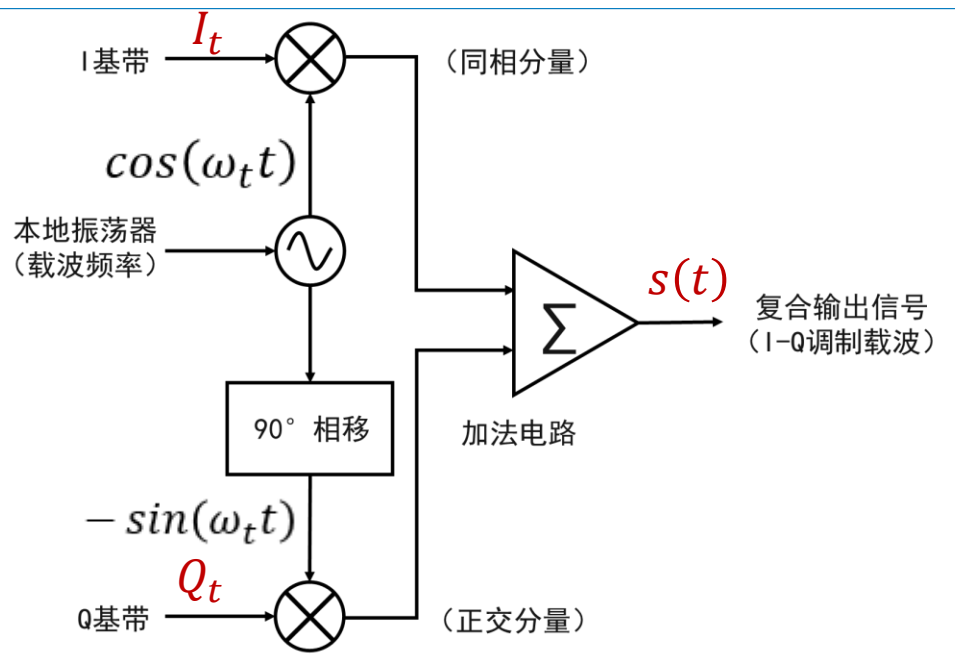 I_t
I基带
(同相分量)
cos(ω_t t)
本地振荡器
(载波频率)
s(t)
复合输出信号
(I-Q调制载波)
Σ
90°相移
加法电路
-sin(ω_t t)
Q_t
Q基带
(正交分量)